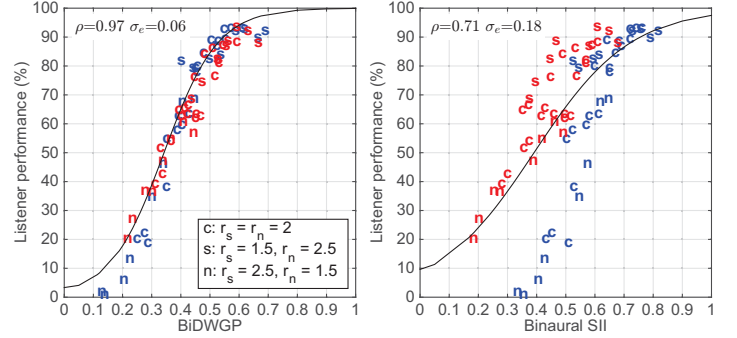 ρ=0.97 σe=0.06
Listener performance (%)
100
90
80
70
60
50
40
30
20
10
0
c: rs = rn = 2
s: rs = 1.5, rn = 2.5
n: rs = 2.5, rn = 1.5
0 0.1 0.2 0.3 0.4 0.5 0.6 0.7 0.8 0.9 1
BiDWGP
ρ=0.71 σe=0.18
Listener performance (%)
100
90
80
70
60
50
40
30
20
10
0
0 0.1 0.2 0.3 0.4 0.5 0.6 0.7 0.8 0.9 1
Binaural SII